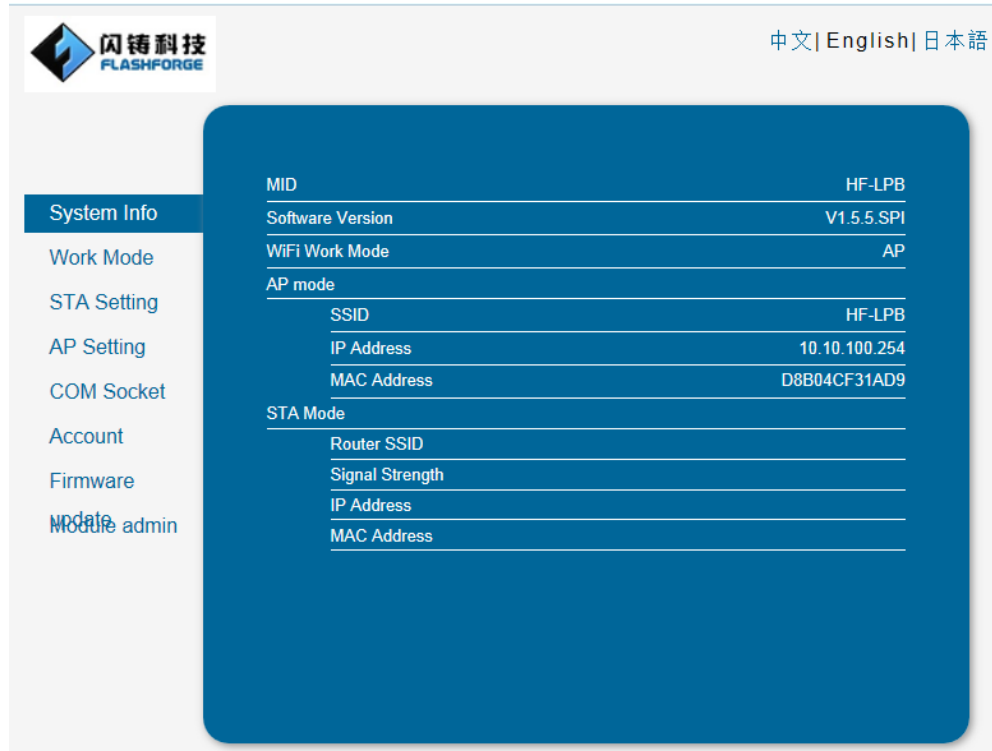 闪铸科技
FLASHFORGE
中文| English| 日本語
System Info
Work Mode
STA Setting
AP Setting
COM Socket
Account
Firmware
update
Module admin
MID HF-LPB
Software Version V1.5.5.SPI
WiFi Work Mode AP
AP mode
SSID HF-LPB
IP Address 10.10.100.254
MAC Address D8B04CF31AD9
STA Mode
Router SSID
Signal Strength
IP Address
MAC Address